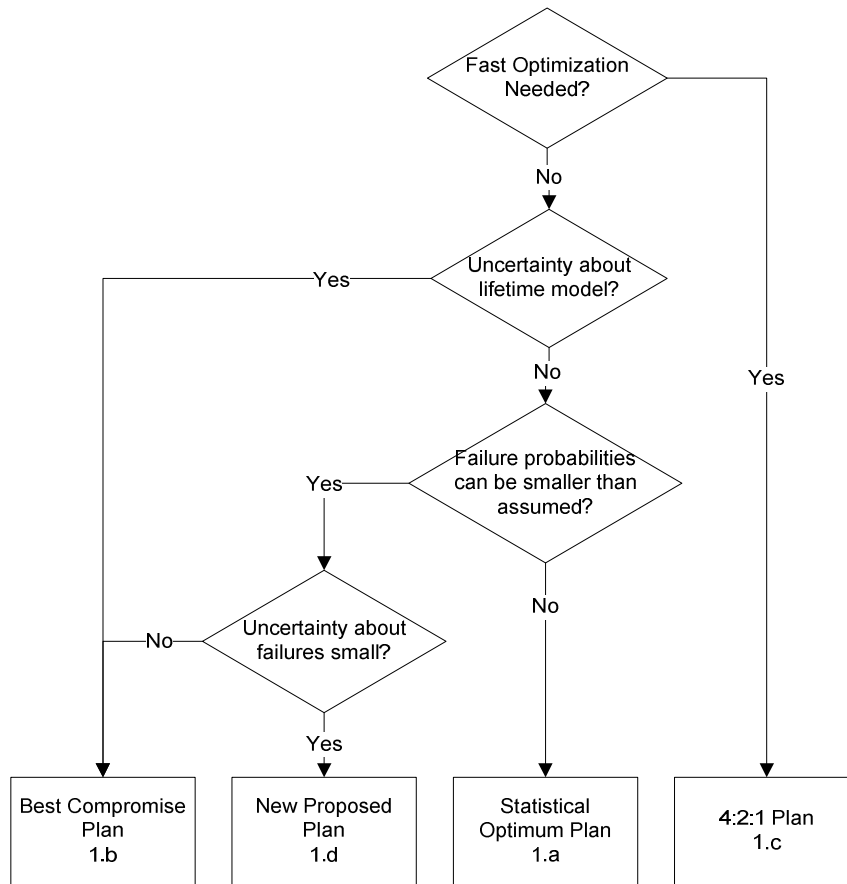 Fast Optimization
Needed?
No
Uncertainty about
lifetime model?
Yes
No
Yes
Failure probabilities
can be smaller than
assumed?
Yes
No
Uncertainty about
failures small?
No
Yes
Best Compromise
Plan
1.b
New Proposed
Plan
1.d
Statistical
Optimum Plan
1.a
4:2:1 Plan
1.c